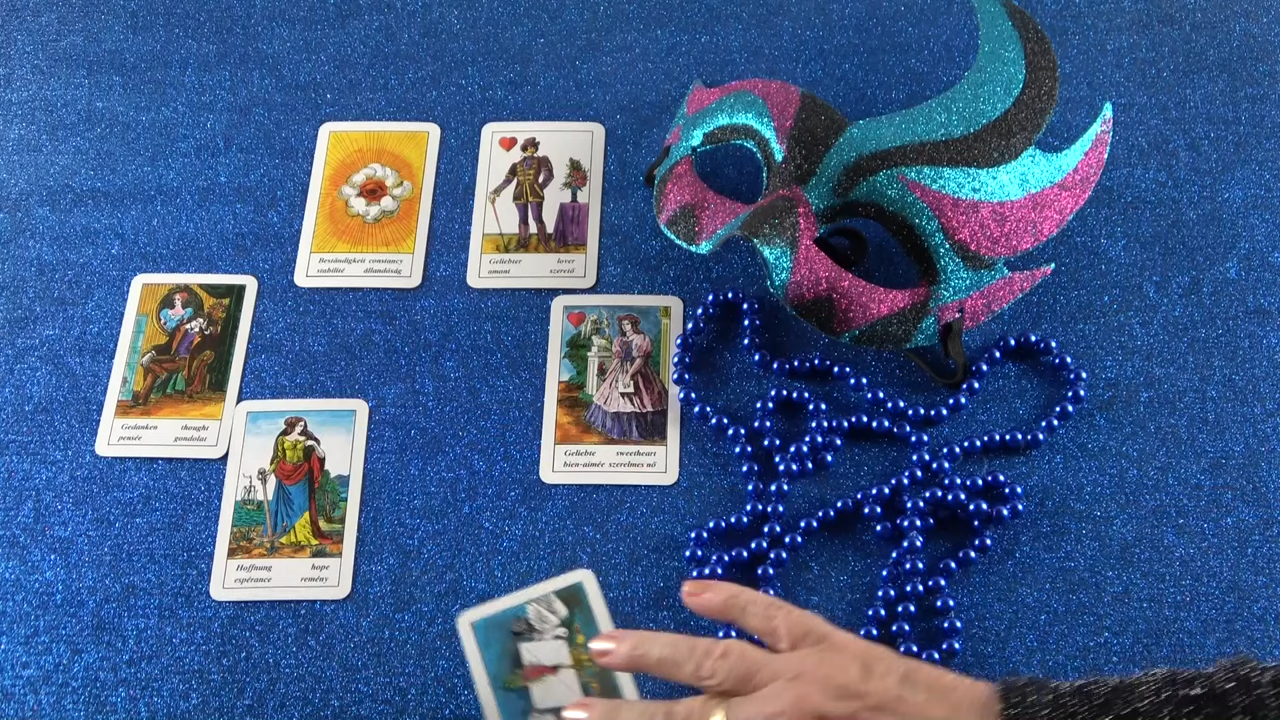 Beständigkeit constancy
stabilité állandóság
Geliebter lover
amant szerető
Gedanken thought
pensée gondolat
Geliebte sweetheart
bien-aimée szerelmes nő
Hoffnung hope
espérance remény